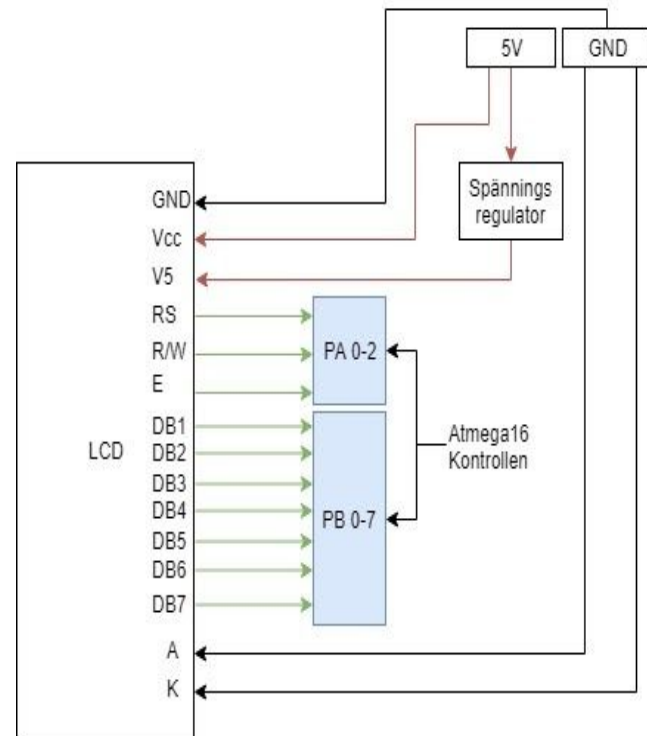 5V
GND
Spännings
regulator
GND
Vcc
V5
RS
R/W
E
DB1
DB2
DB3
DB4
DB5
DB6
DB7
A
K
LCD
PA 0-2
PB 0-7
Atmega16
Kontrollen